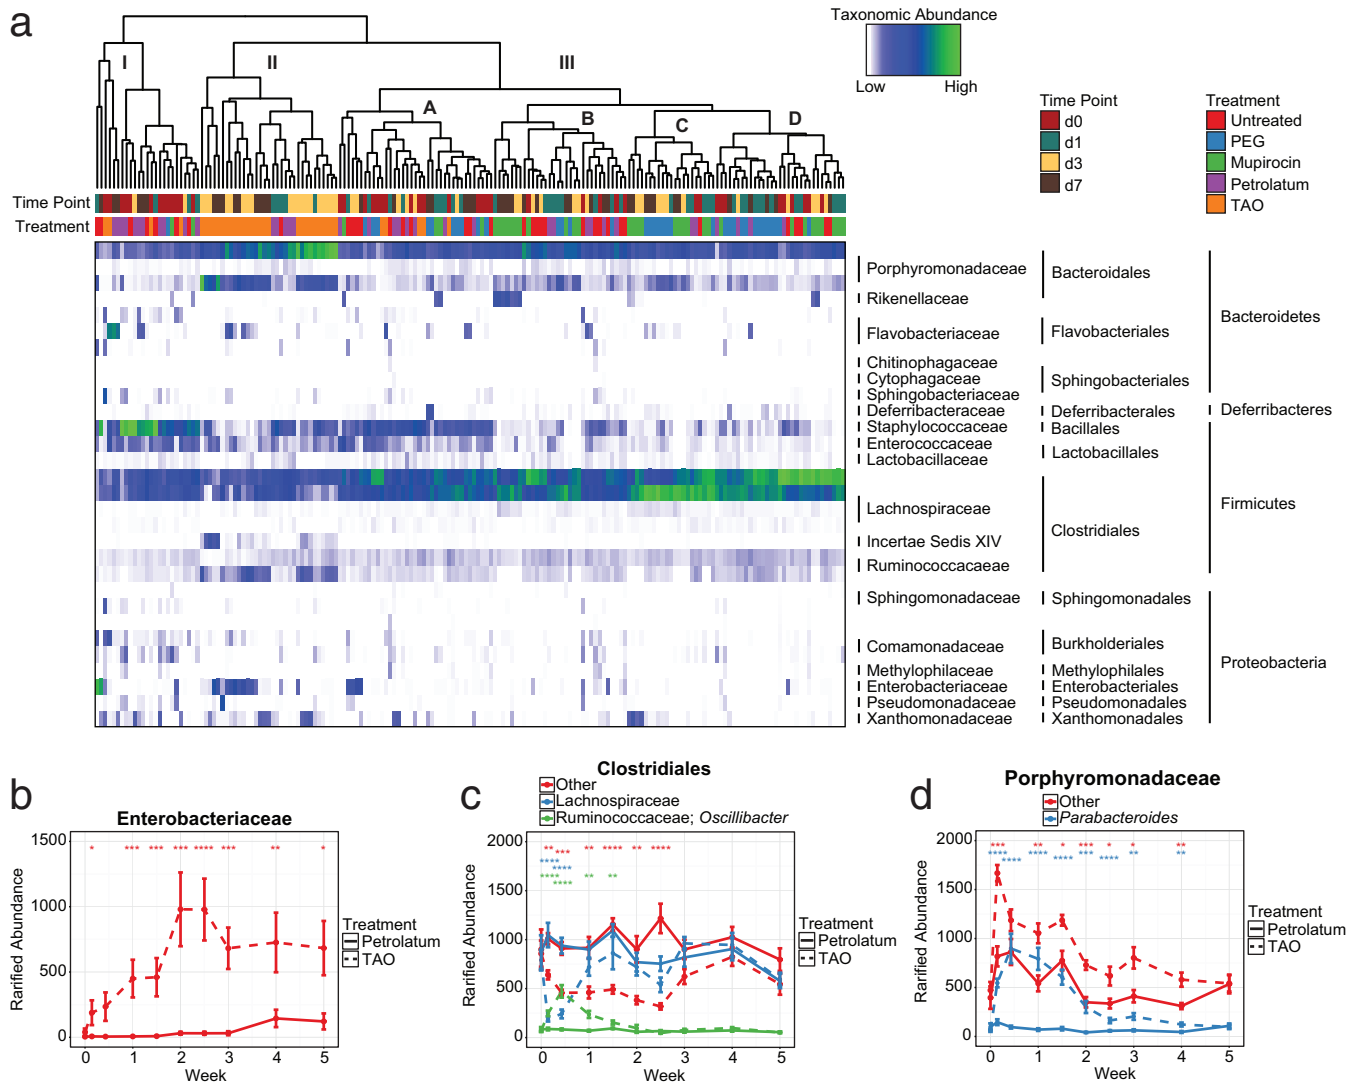 a
I
II
III
A
B
C
D
Taxonomic Abundance
Low High
Time Point
d0
d1
d3
d7
Treatment
Untreated
PEG
Mupirocin
Petrolatum
TAO
Time Point
Treatment
Porphyromonadaceae
Rikenellaceae
Flavobacteriaceae
Chitinophagaceae
Cytophagaceae
Sphingobacteriaceae
Deferribacteraceae
Staphylococcaceae
Enterococcaceae
Lactobacillaceae
Lachnospiraceae
Incertae Sedis XIV
Ruminococcacaeae
Sphingomonadaceae
Comamonadaceae
Methylophilaceae
Enterobacteriaceae
Pseudomonadaceae
Xanthomonadaceae
Bacteroidales
Flavobacteriales
Sphingobacteriales
Deferribacterales
Bacillales
Lactobacillales
Clostridiales
Sphingomonadales
Burkholderiales
Methylophilales
Enterobacteriales
Pseudomonadales
Xanthomonadales
Bacteroidetes
Deferribacteres
Firmicutes
Proteobacteria
b
Enterobacteriaceae
1500
1000
500
0
Rarified Abundance
* *** *** *** **** *** ** *
0 1 2 3 4 5
Week
Treatment
Petrolatum
TAO
c
Clostridiales
Other
Lachnospiraceae
Ruminococcaceae; Oscillibacter
2000
1500
1000
500
0
Rarified Abundance
** *** ** **** ** ****
**** ****
**** **** ** **
0 1 2 3 4 5
Week
Treatment
Petrolatum
TAO
d
Porphyromonadaceae
Other
Parabacteroides
2000
1500
1000
500
0
Rarified Abundance
*** ** * *** * * **
**** **** **** **** ** **** ** **
0 1 2 3 4 5
Week
Treatment
Petrolatum
TAO